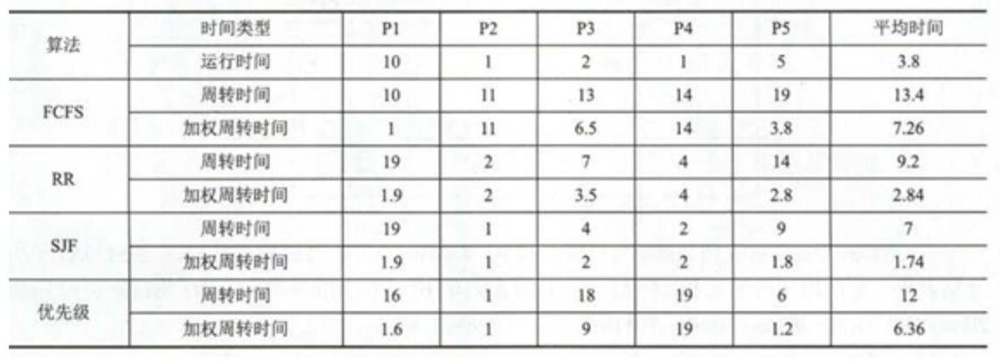 算法 时间类型 P1 P2 P3 P4 P5 平均时间
运行时间 10 1 2 1 5 3.8
FCFS 周转时间 10 11 13 14 19 13.4
加权周转时间 1 11 6.5 14 3.8 7.26
RR 周转时间 19 2 7 4 14 9.2
加权周转时间 1.9 2 3.5 4 2.8 2.84
SJF 周转时间 19 1 4 2 9 7
加权周转时间 1.9 1 2 2 1.8 1.74
优先级 周转时间 16 1 18 19 6 12
加权周转时间 1.6 1 9 19 1.2 6.36